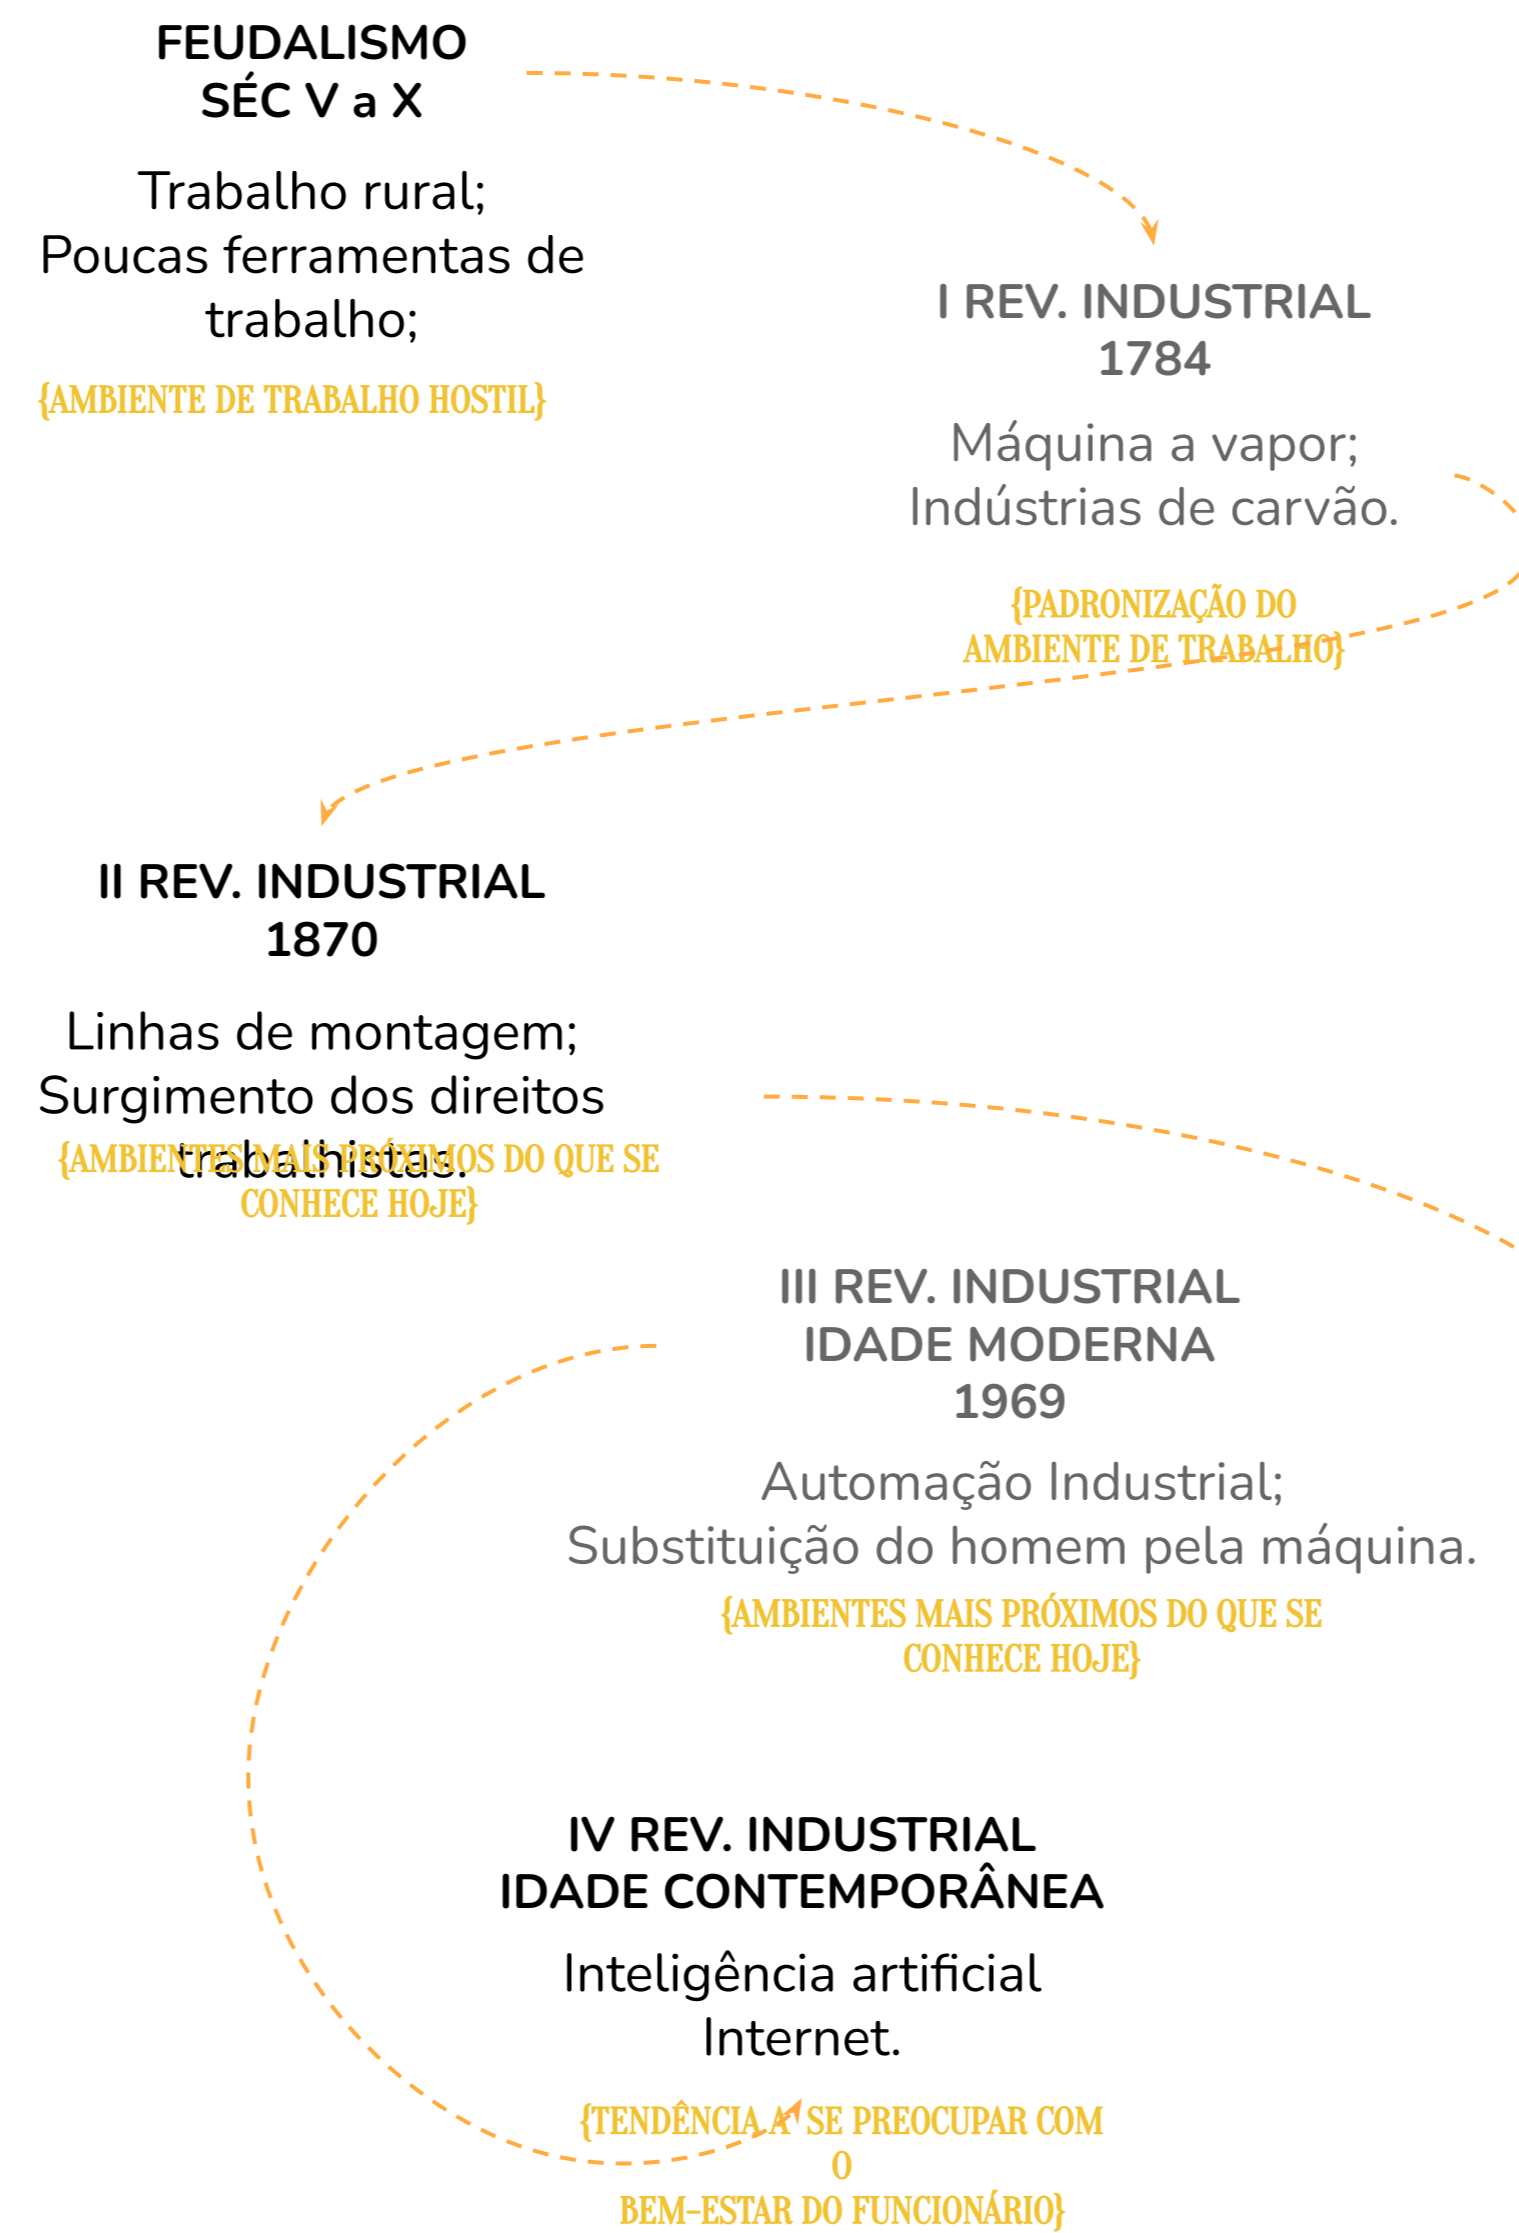 FEUDALISMO
SÉC V a X
Trabalho rural;
Poucas ferramentas de
trabalho;
{AMBIENTE DE TRABALHO HOSTIL}
I REV. INDUSTRIAL
1784
Máquina a vapor;
Indústrias de carvão.
{PADRONIZAÇÃO DO
AMBIENTE DE TRABALHO}
II REV. INDUSTRIAL
1870
Linhas de montagem;
Surgimento dos direitos
trabalhistas.
{AMBIENTES MAIS PRÓXIMOS DO QUE SE
CONHECE HOJE}
III REV. INDUSTRIAL
IDADE MODERNA
1969
Automação Industrial;
Substituição do homem pela máquina.
{AMBIENTES MAIS PRÓXIMOS DO QUE SE
CONHECE HOJE}
IV REV. INDUSTRIAL
IDADE CONTEMPORÂNEA
Inteligência artificial
Internet.
{TENDÊNCIA A SE PREOCUPAR COM
O
BEM-ESTAR DO FUNCIONÁRIO}